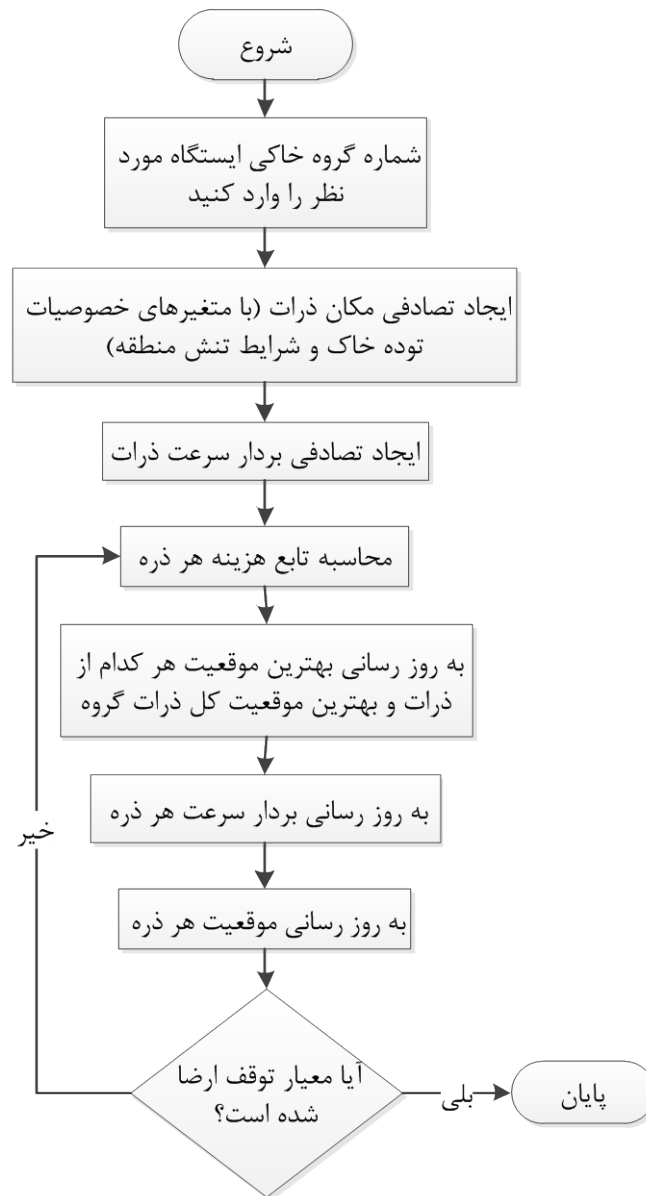 شروع
شماره گروه خاکی ایستگاه مورد
نظر را وارد کنید
ایجاد تصادفی مکان ذرات (با متغیرهای خصوصیات
توده خاک و شرایط تنش منطقه)
ایجاد تصادفی بردار سرعت ذرات
محاسبه تابع هزینه هر ذره
به روز رسانی بهترین موقعیت هر کدام از
ذرات و بهترین موقعیت کل ذرات گروه
به روز رسانی بردار سرعت هر ذره
به روز رسانی موقعیت هر ذره
آیا معیار توقف ارضا
شده است؟
خیر
بلی
پایان